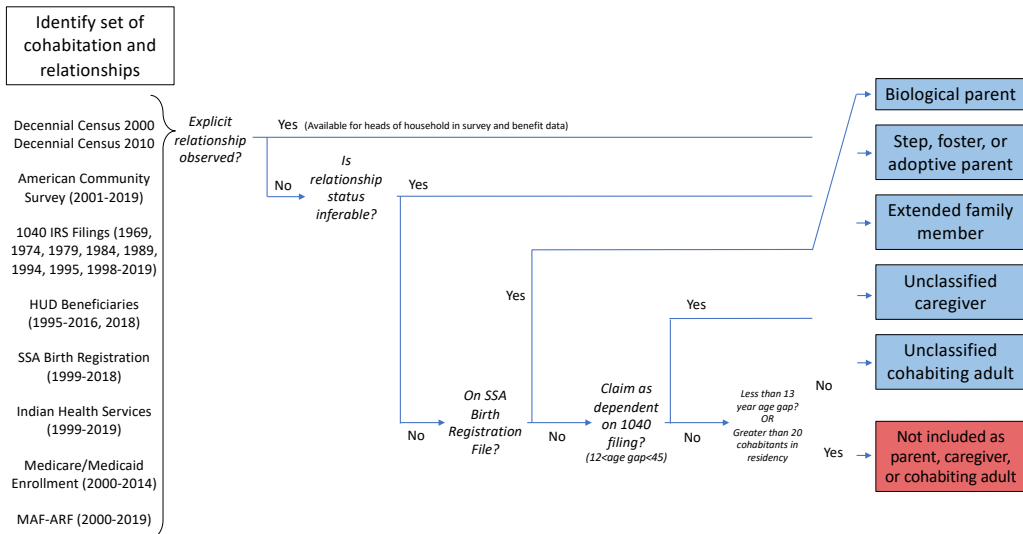 Identify set of
cohabitation and
relationships
Decennial Census 2000
Decennial Census 2010
American Community
Survey (2001-2019)
1040 IRS Filings (1969,
1974, 1979, 1984, 1989,
1994, 1995, 1998-2019)
HUD Beneficiaries
(1995-2016, 2018)
SSA Birth Registration
(1999-2018)
Indian Health Services
(1999-2019)
Medicare/Medicaid
Enrollment (2000-2014)
MAF-ARF (2000-2019)
Explicit
relationship
observed?
Yes (Available for heads of household in survey and benefit data)
No
Is
relationship
status
inferable?
Yes
No
On SSA
Birth
Registration
File?
Yes
No
Claim as
dependent
on 1040
filing?
(12<age gap<45)
Yes
No
Less than 13
year age gap?
OR
Greater than 20
cohabitants in
residency
No
Yes
Biological parent
Step, foster, or
adoptive parent
Extended family
member
Unclassified
caregiver
Unclassified
cohabiting adult
Not included as
parent, caregiver,
or cohabiting adult